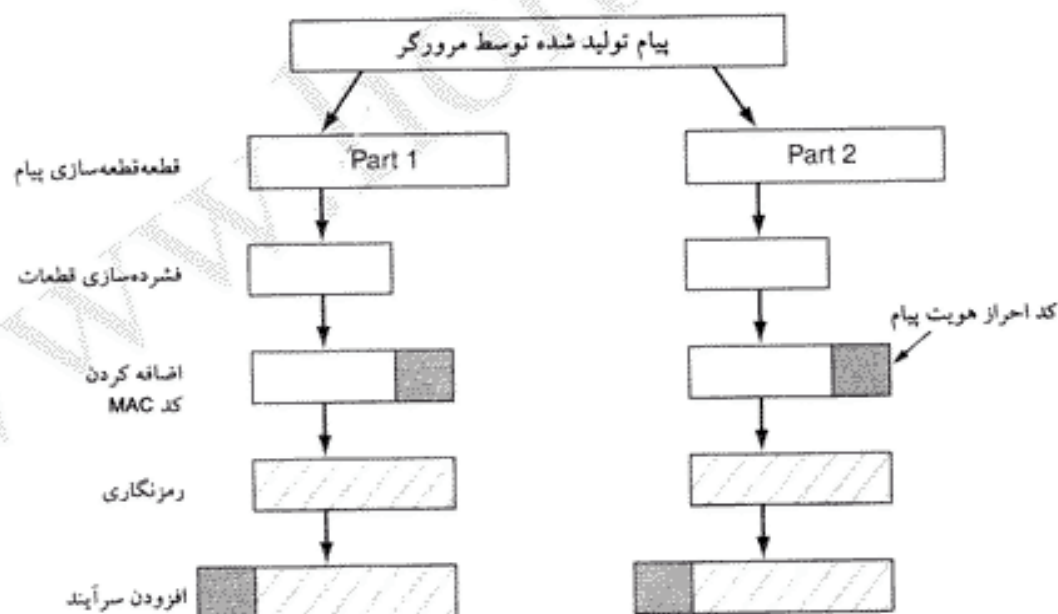 پیام تولید شده توسط مرورگر
قطعه‌قطعه‌سازی پیام
Part 1
Part 2
فشرده‌سازی قطعات
کد احراز هویت پیام
اضافه کردن
کد MAC
رمزنگاری
افزودن سرآیند